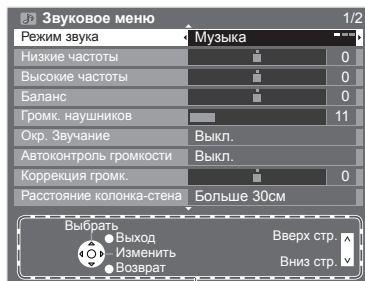 Звуковое меню 1/2
Режим звука Музыка
Низкие частоты 0
Высокие частоты 0
Баланс 0
Громк. наушников 11
Окр. Звучание Выкл.
Автоконтроль громкости Выкл.
Коррекция громк. 0
Расстояние колонка-стена Больше 30см
Выбрать
Выход Вверх стр.
Изменить
Возврат Вниз стр.